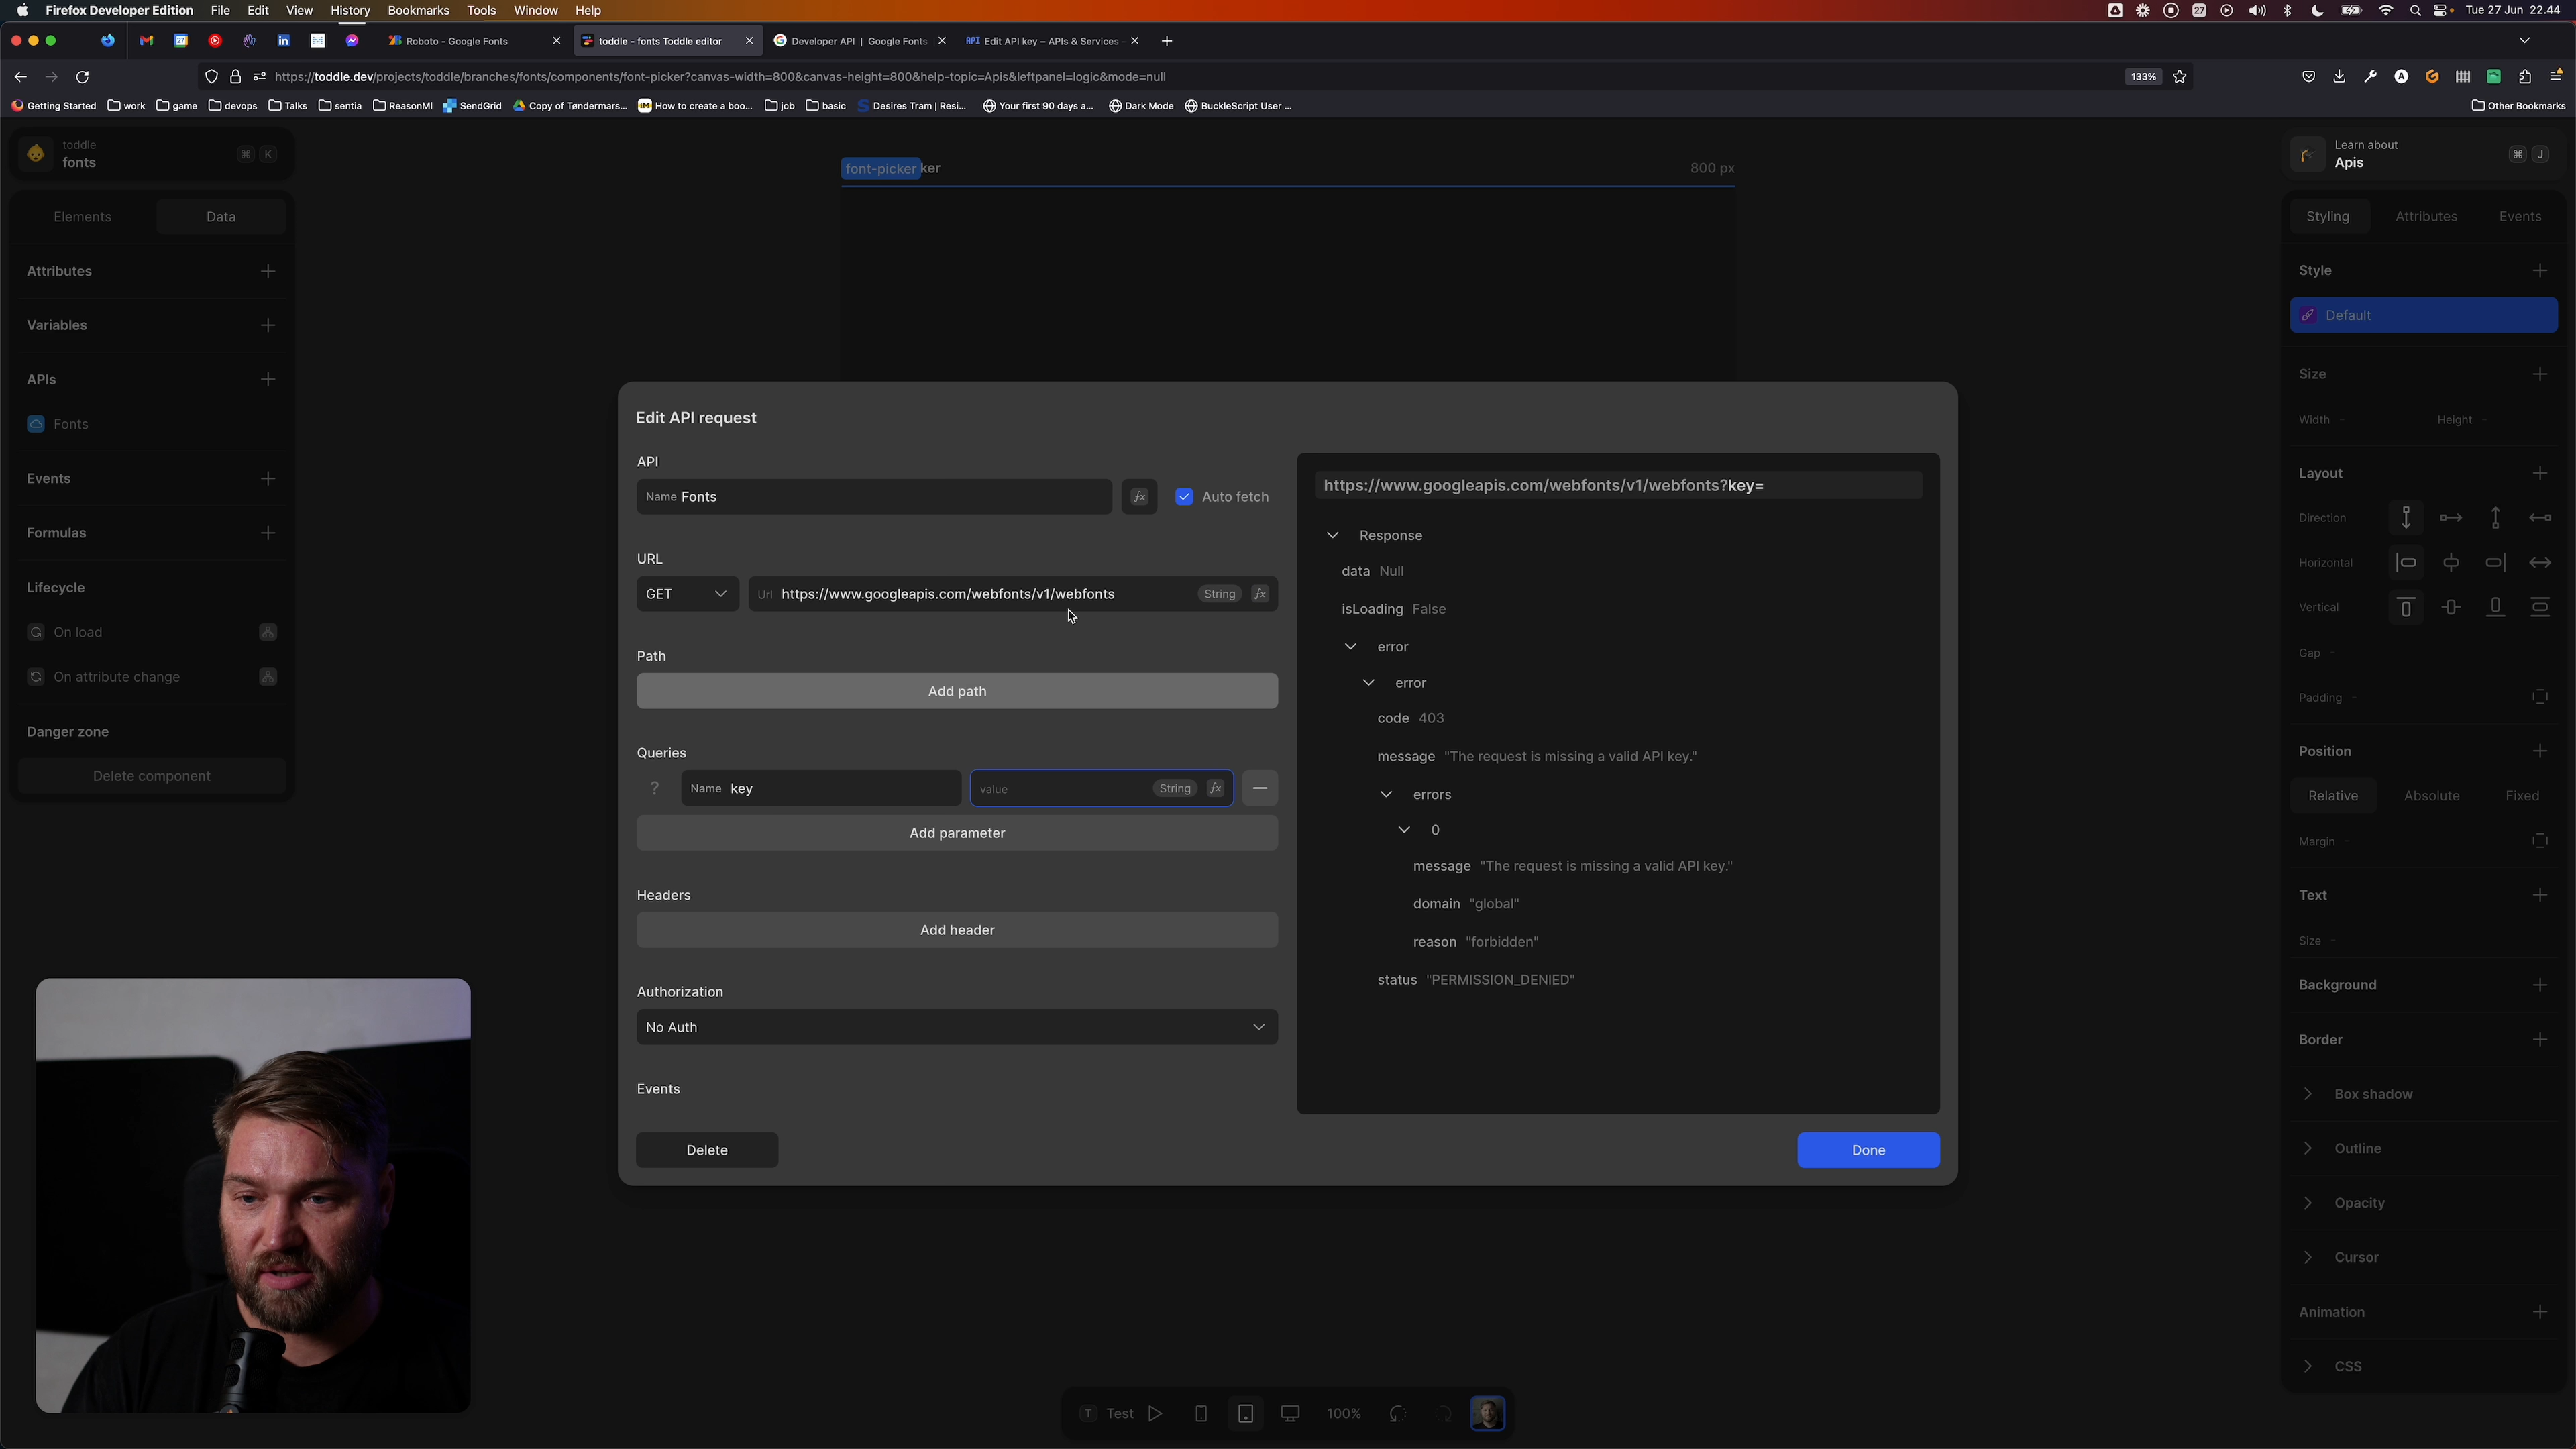 Firefox Developer Edition File Edit View History Bookmarks Tools Window Help
27 Tue 27 Jun 22.44
27 Roboto - Google Fonts toddle - fonts Toddle editor Developer API | Google Fonts API Edit API key – APIs & Services -
https://toddle.dev/projects/toddle/branches/fonts/components/font-picker?canvas-width=800&canvas-height=800&help-topic=Apis&leftpanel=logic&mode=null 133%
Getting Started work game devops Talks sentia ReasonMl SendGrid Copy of Tøndermars... How to create a boo... job basic Desires Tram | Resi... Your first 90 days a... Dark Mode BuckleScript User ... Other Bookmarks
toddle
fonts
⌘ K
Elements Data
Attributes
Variables
APIs
Fonts
Events
Formulas
Lifecycle
On load
On attribute change
Danger zone
Delete component
font-picker ker 800 px
Edit API request
API
Name Fonts fx Auto fetch
URL
GET Url https://www.googleapis.com/webfonts/v1/webfonts String fx
Path
Add path
Queries
? Name key value String fx
Add parameter
Headers
Add header
Authorization
No Auth
Events
Delete Done
https://www.googleapis.com/webfonts/v1/webfonts?key=
Response
data Null
isLoading False
error
error
code 403
message "The request is missing a valid API key."
errors
0
message "The request is missing a valid API key."
domain "global"
reason "forbidden"
status "PERMISSION_DENIED"
T Test 100%
Learn about
Apis
⌘ J
Styling Attributes Events
Style
Default
Size
Width - Height -
Layout
Direction
Horizontal
Vertical
Gap -
Padding -
Position
Relative Absolute Fixed
Margin -
Text
Size -
Background
Border
Box shadow
Outline
Opacity
Cursor
Animation
CSS